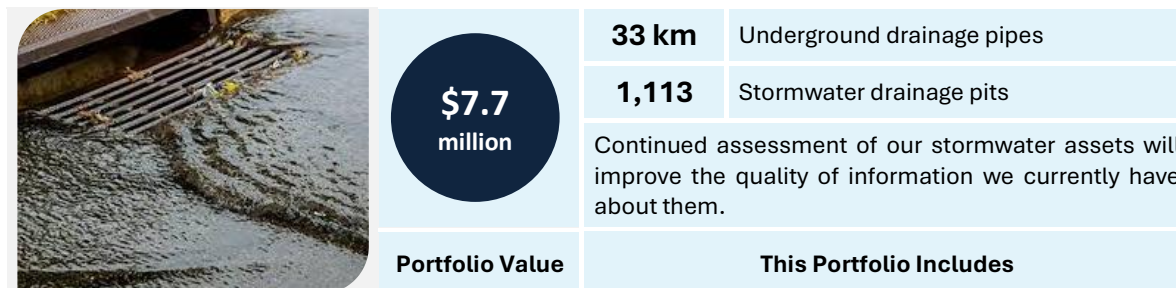 $7.7
million
33 km
Underground drainage pipes
1,113
Stormwater drainage pits
Continued assessment of our stormwater assets will
improve the quality of information we currently have
about them.
Portfolio Value
This Portfolio Includes